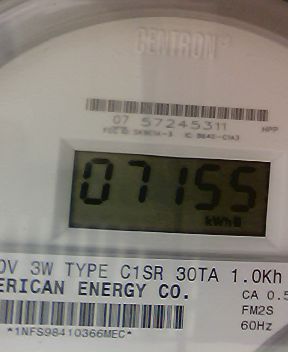 CENTRON®
07 57245311 HPP
07155
kWh
0V 3W TYPE C1SR 30TA 1.0Kh
ERICAN ENERGY CO. CA 0.5
FM2S
*1NFS98410366MEC* 60Hz